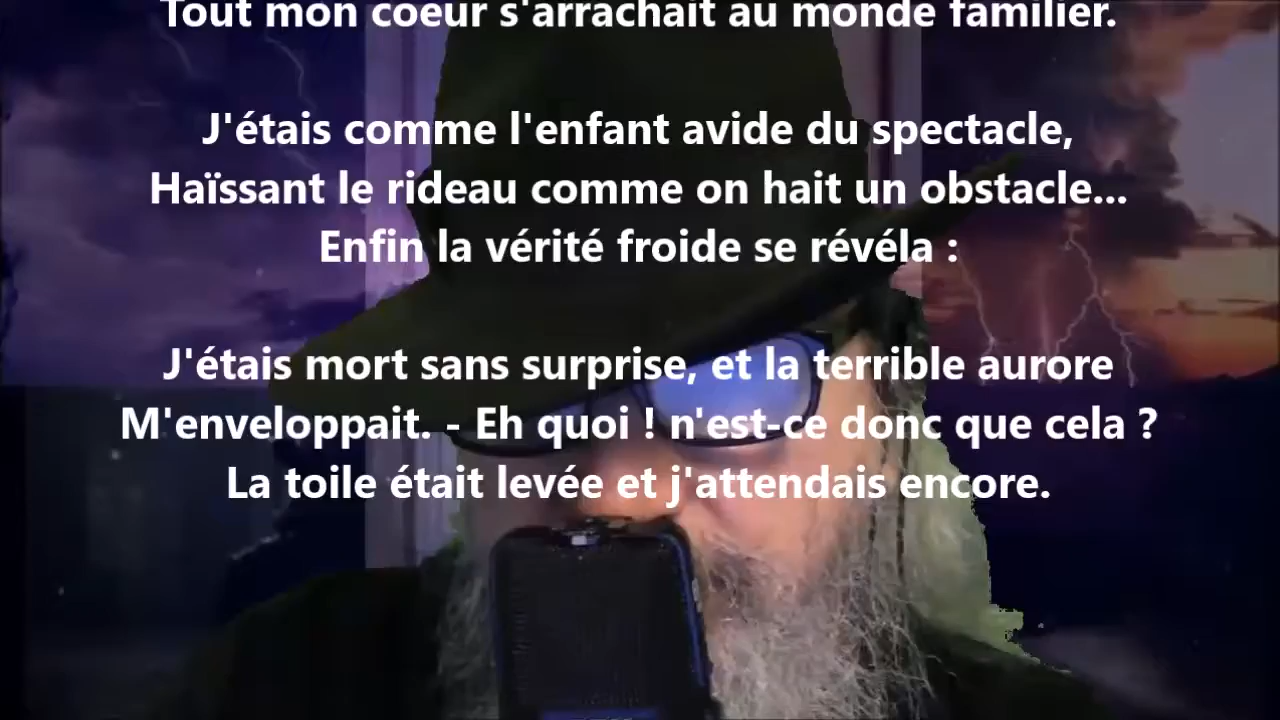 Tout mon coeur s'arrachait au monde familier.
J'étais comme l'enfant avide du spectacle,
Haïssant le rideau comme on hait un obstacle...
Enfin la vérité froide se révéla :
J'étais mort sans surprise, et la terrible aurore
M'enveloppait. - Eh quoi ! n'est-ce donc que cela ?
La toile était levée et j'attendais encore.